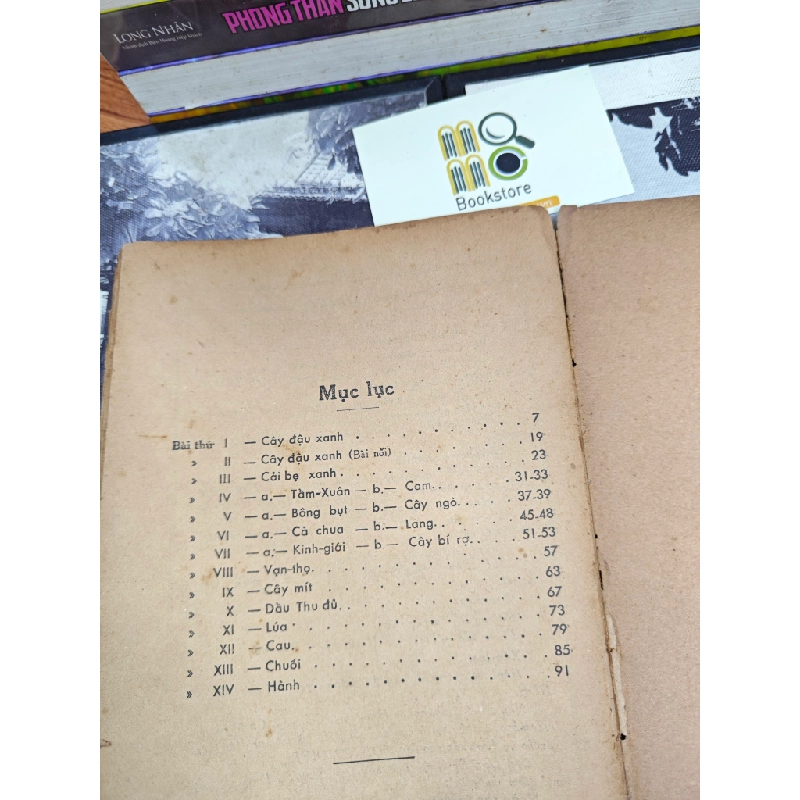 LONG NHÂN
PHONG THẦN
Bookstore
Mục lục
Bài thứ I — Cây đậu xanh 7
» II — Cây đậu xanh (Bài nối) 19
» III — Cải bẹ xanh 23
» IV — a.— Tầm-Xuân — b.— Cam 31-33
» V — a.— Bông bụt — b.— Cây ngò 37-39
» VI — a.— Cà chua — b.— Lang 45-48
» VII — a.— Kinh-giới — b — Cây bí rợ 51-53
» VIII — Vạn-thọ 57
» IX — Cây mít 63
» X — Dầu Thu đủ 67
» XI — Lúa 73
» XII — Cau 79
» XIII — Chuối 85
» XIV — Hành 91